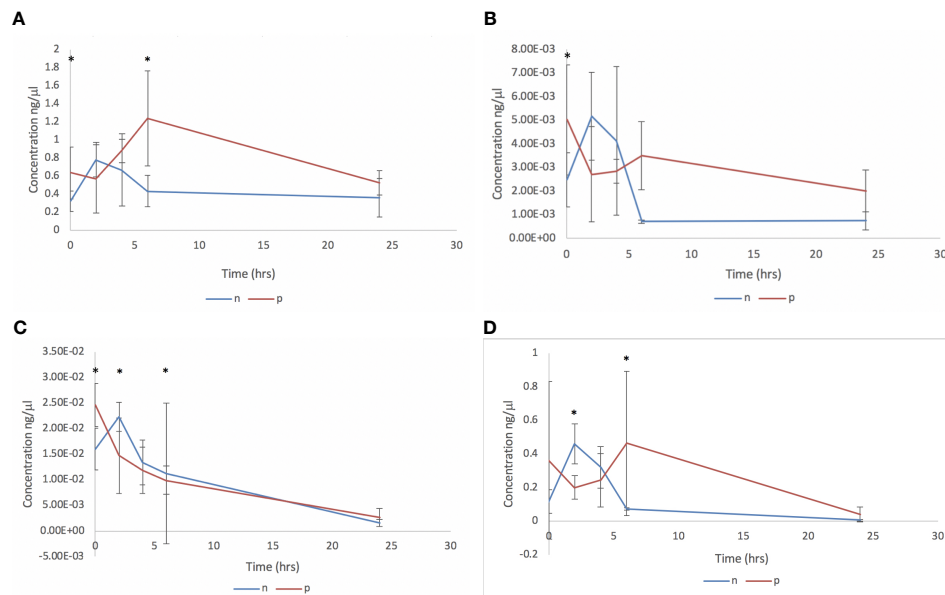 A
2
1.8
1.6
1.4
1.2
1
0.8
0.6
0.4
0.2
0
Concentration ng/μl
* *
0 5 10 15 20 25 30
Time (hrs)
n p
B
8.00E-03
7.00E-03
6.00E-03
5.00E-03
4.00E-03
3.00E-03
2.00E-03
1.00E-03
0.00E+00
Concentration ng/μl
*
0 5 10 15 20 25 30
Time (hrs)
n p
C
3.50E-02
3.00E-02
2.50E-02
2.00E-02
1.50E-02
1.00E-02
5.00E-03
0.00E+00
-5.00E-03
Concentration ng/μl
* * *
0 5 10 15 20 25 30
Time (hrs)
n p
D
1
0.8
0.6
0.4
0.2
0
-0.2
Concentration ng/μl
* *
0 5 10 15 20 25 30
Time (hrs)
n p